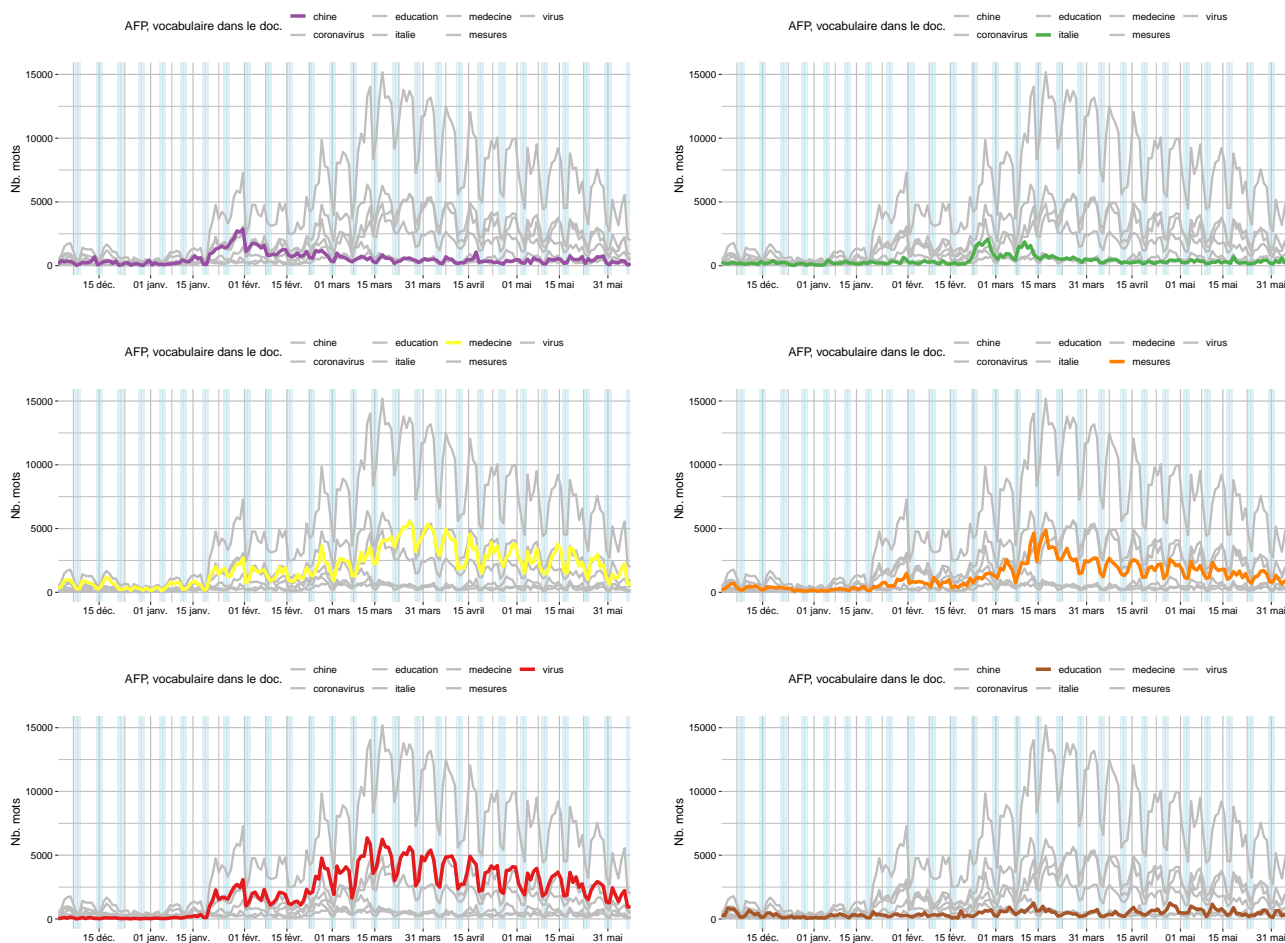 AFP, vocabulaire dans le doc.
chine education medecine virus
coronavirus italie mesures
Nb. mots
15000
10000
5000
0
15 déc. 01 janv. 15 janv. 01 févr. 15 févr. 01 mars 15 mars 31 mars 15 avril 01 mai 15 mai 31 mai
AFP, vocabulaire dans le doc.
chine education medecine virus
coronavirus italie mesures
Nb. mots
15000
10000
5000
0
15 déc. 01 janv. 15 janv. 01 févr. 15 févr. 01 mars 15 mars 31 mars 15 avril 01 mai 15 mai 31 mai
AFP, vocabulaire dans le doc.
chine education medecine virus
coronavirus italie mesures
Nb. mots
15000
10000
5000
0
15 déc. 01 janv. 15 janv. 01 févr. 15 févr. 01 mars 15 mars 31 mars 15 avril 01 mai 15 mai 31 mai
AFP, vocabulaire dans le doc.
chine education medecine virus
coronavirus italie mesures
Nb. mots
15000
10000
5000
0
15 déc. 01 janv. 15 janv. 01 févr. 15 févr. 01 mars 15 mars 31 mars 15 avril 01 mai 15 mai 31 mai
AFP, vocabulaire dans le doc.
chine education medecine virus
coronavirus italie mesures
Nb. mots
15000
10000
5000
0
15 déc. 01 janv. 15 janv. 01 févr. 15 févr. 01 mars 15 mars 31 mars 15 avril 01 mai 15 mai 31 mai
AFP, vocabulaire dans le doc.
chine education medecine virus
coronavirus italie mesures
Nb. mots
15000
10000
5000
0
15 déc. 01 janv. 15 janv. 01 févr. 15 févr. 01 mars 15 mars 31 mars 15 avril 01 mai 15 mai 31 mai